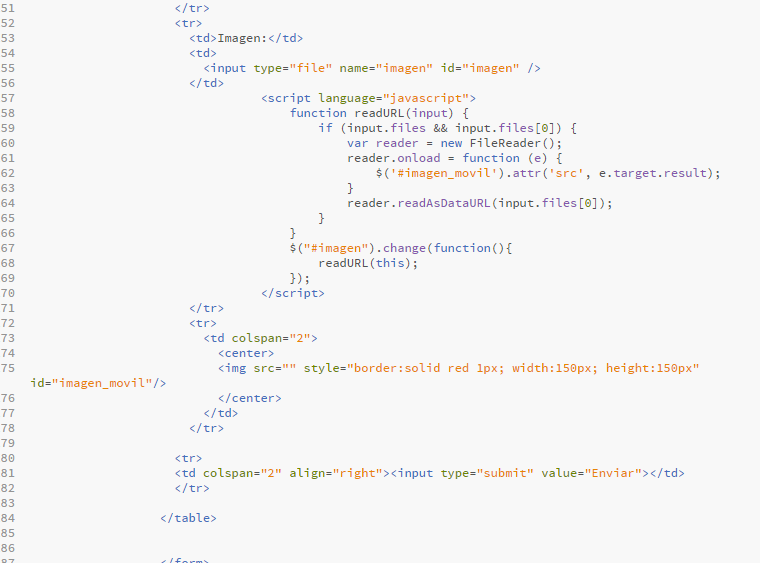 51 </tr>
52 <tr>
53 <td>Imagen:</td>
54 <td>
55 <input type="file" name="imagen" id="imagen" />
56 </td>
57 <script language="javascript">
58 function readURL(input) {
59 if (input.files && input.files[0]) {
60 var reader = new FileReader();
61 reader.onload = function (e) {
62 $('#imagen_movil').attr('src', e.target.result);
63 }
64 reader.readAsDataURL(input.files[0]);
65 }
66 }
67 $("#imagen").change(function(){
68 readURL(this);
69 });
70 </script>
71 </tr>
72 <tr>
73 <td colspan="2">
74 <center>
75 <img src="" style="border:solid red 1px; width:150px; height:150px"
id="imagen_movil"/>
76 </center>
77 </td>
78 </tr>
79
80 <tr>
81 <td colspan="2" align="right"><input type="submit" value="Enviar"></td>
82 </tr>
83
84 </table>
85
86
87 </form>